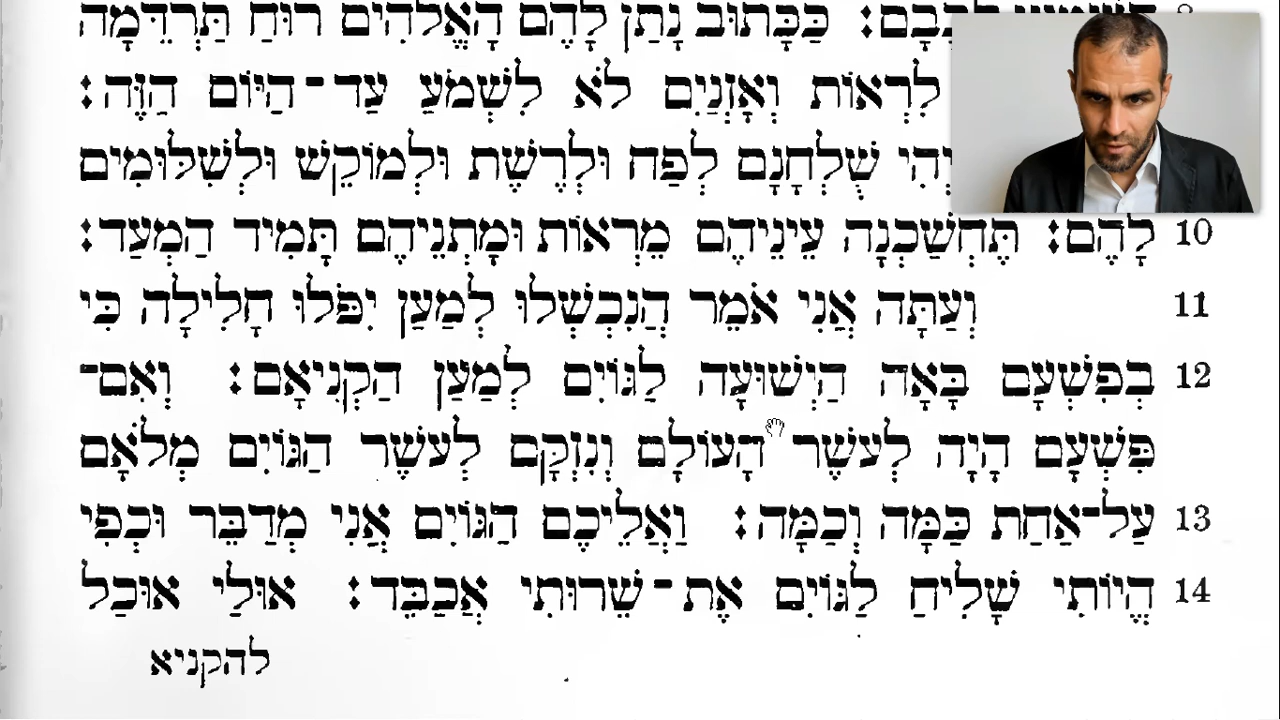 לְבָבָם׃ כַּכָּתוּב נָתַן לָהֶם הָאֱלֹהִים רוּחַ תַּרְדֵּמָה
לִרְאוֹת וְאָזְנַיִם לֹא לִשְׁמֹעַ עַד־הַיּוֹם הַזֶּה׃
יְהִי שֻׁלְחָנָם לְפַח וּלְרֶשֶׁת וּלְמוֹקֵשׁ וּלְשִׁלּוּמִים
10 לָהֶם׃ תֶּחְשַׁכְנָה עֵינֵיהֶם מֵרְאוֹת וּמָתְנֵיהֶם תָּמִיד הַמְעַד׃
11 וְעַתָּה אֲנִי אֹמֵר הֲנִכְשְׁלוּ לְמַעַן יִפֹּלוּ חָלִילָה כִּי
12 בְפִשְׁעָם בָּאָה הַיְשׁוּעָה לַגּוֹיִם לְמַעַן הַקְנִיאָם׃ וְאִם־
פִּשְׁעָם הָיָה לְעֹשֶׁר הָעוֹלָם וְנִזְקָם לְעֹשֶׁר הַגּוֹיִם מְלֹאָם
13 עַל־אַחַת כַּמָּה וְכַמָּה׃ וַאֲלֵיכֶם הַגּוֹיִם אֲנִי מְדַבֵּר וּכְפִי
14 הֱיוֹתִי שָׁלִיחַ לַגּוֹיִם אֶת־שֵׁרוּתִי אֲכַבֵּד׃ אוּלַי אוּכַל
להקניא